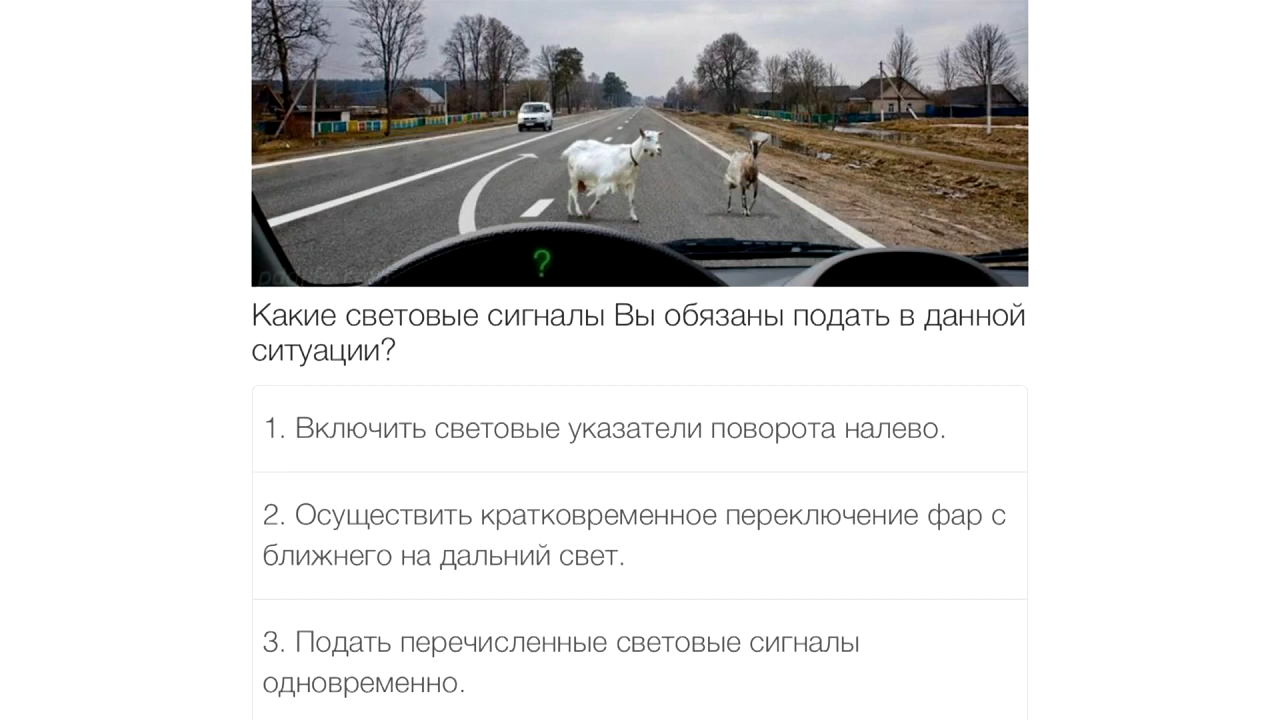 ?
Какие световые сигналы Вы обязаны подать в данной
ситуации?
1. Включить световые указатели поворота налево.
2. Осуществить кратковременное переключение фар с
ближнего на дальний свет.
3. Подать перечисленные световые сигналы
одновременно.